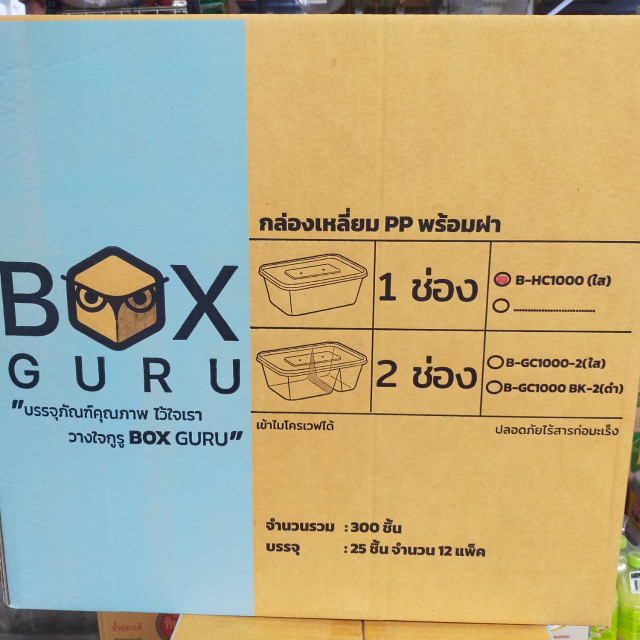 BOX
GURU
"บรรจุภัณฑ์คุณภาพ ไว้ใจเรา
วางใจกูรู BOX GURU"
กล่องเหลี่ยม PP พร้อมฝา
1 ช่อง
B-HC1000 (ใส)
2 ช่อง
B-GC1000-2(ใส)
B-GC1000 BK-2(ดำ)
เข้าไมโครเวฟได้
ปลอดภัยไร้สารก่อมะเร็ง
จำนวนรวม : 300 ชิ้น
บรรจุ : 25 ชิ้น จำนวน 12 แพ็ค